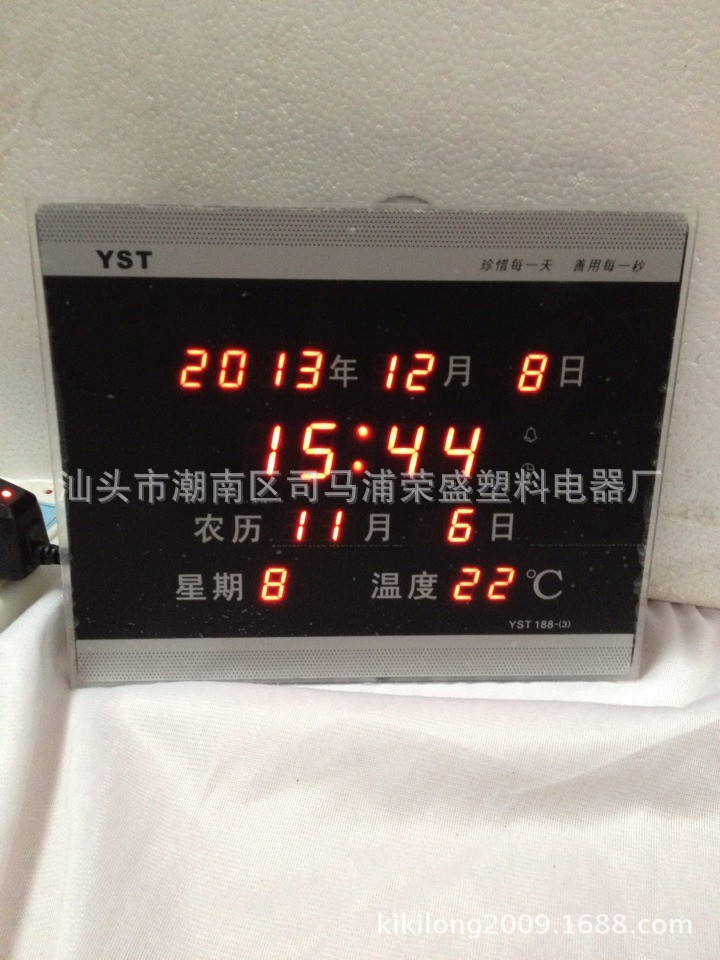 YST
珍惜每一天 善用每一秒
2013年 12月 8日
15:44
汕头市潮南区司马浦荣盛塑料电器厂
农历 11月 6日
星期 8 温度 22℃
YST 188-(3)
kikilong2009.1688.com